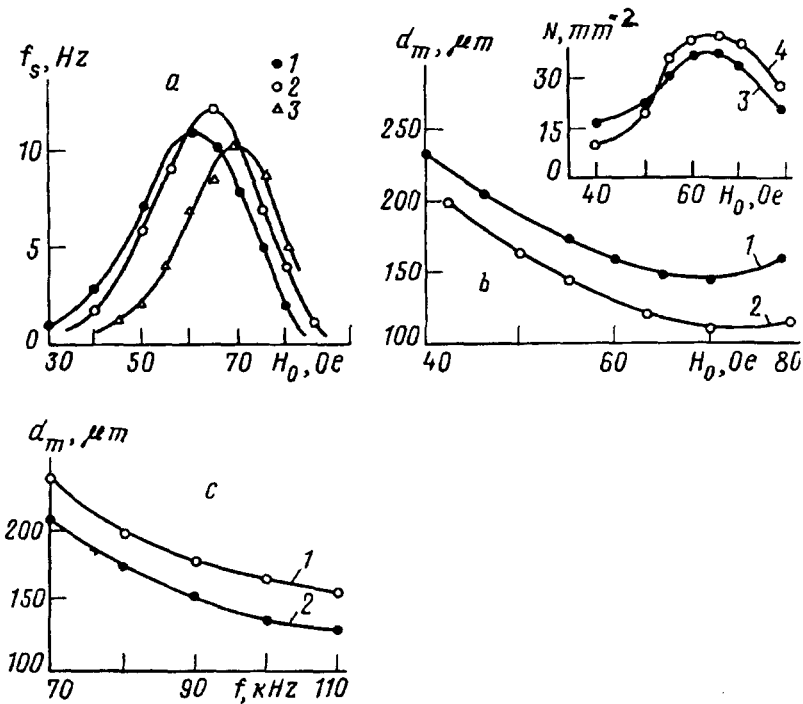 f_s, Hz
a
1
2
3
10
5
0
30 50 70 H_0, Oe
d_m, μm
250
200
150
100
b
1
2
40 60 H_0, Oe 80
N, mm^-2
30
15
0
4
3
40 60 H_0, Oe
d_m, μm
c
200
150
100
1
2
70 90 f, кHz 110